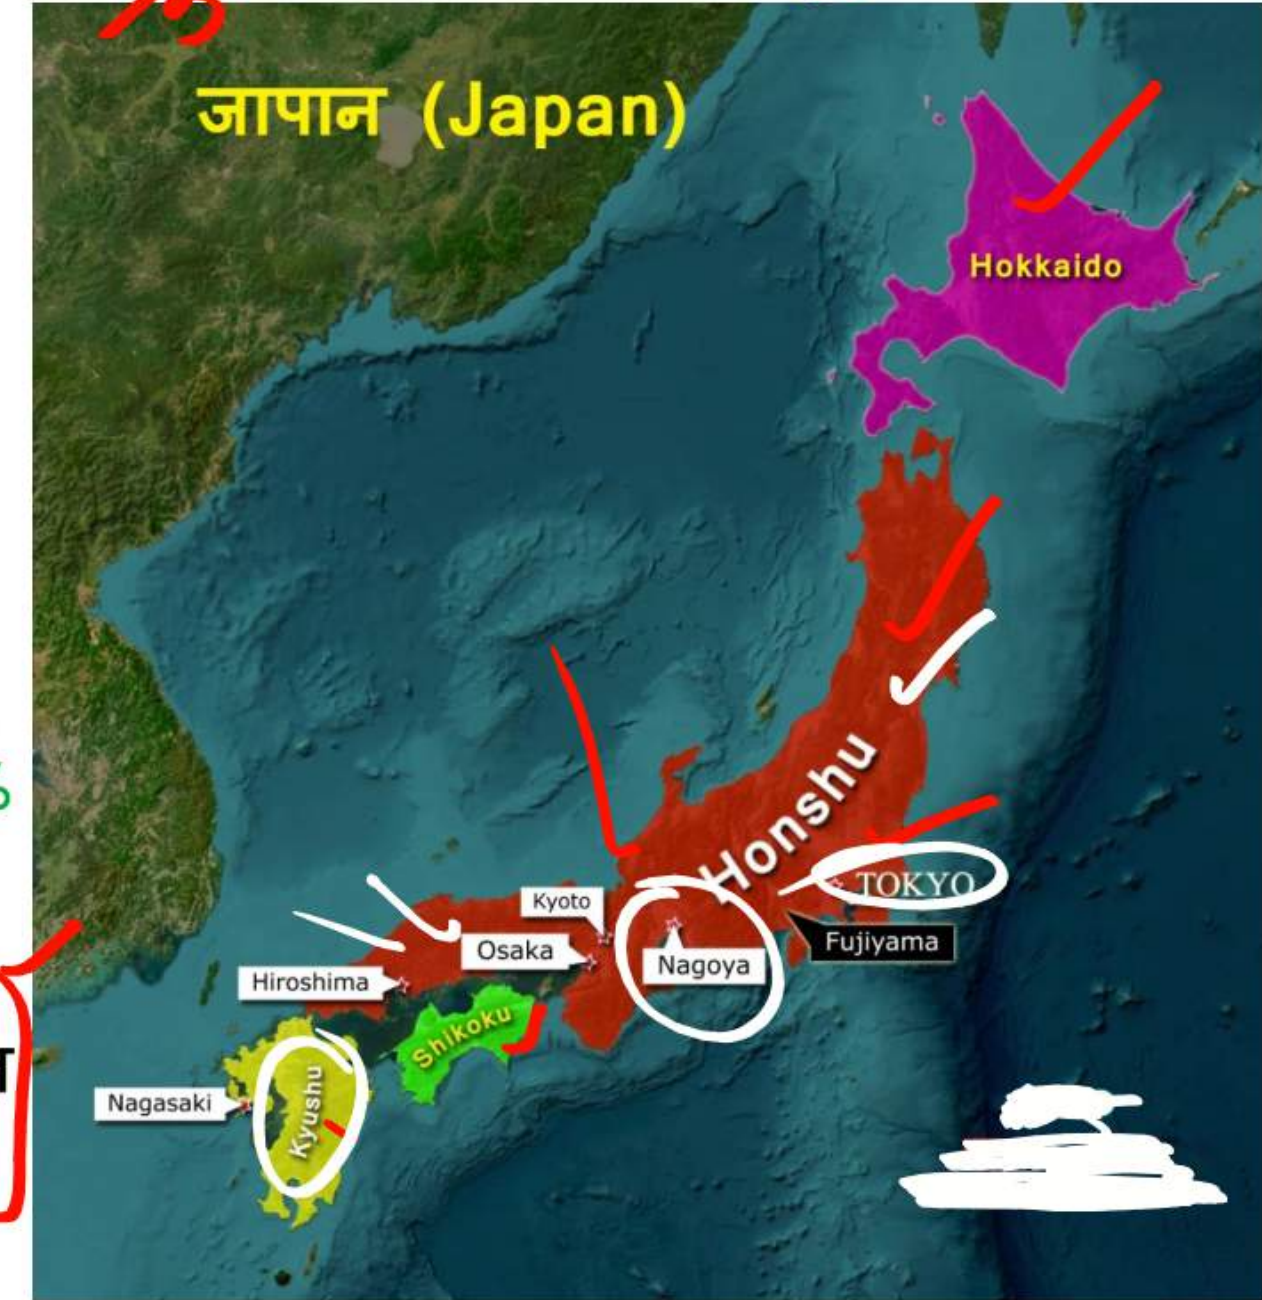 जापान (Japan)
Hokkaido
Honshu
TOKYO
Kyoto
Fujiyama
Osaka
Nagoya
Hiroshima
Shikoku
Kyushu
Nagasaki